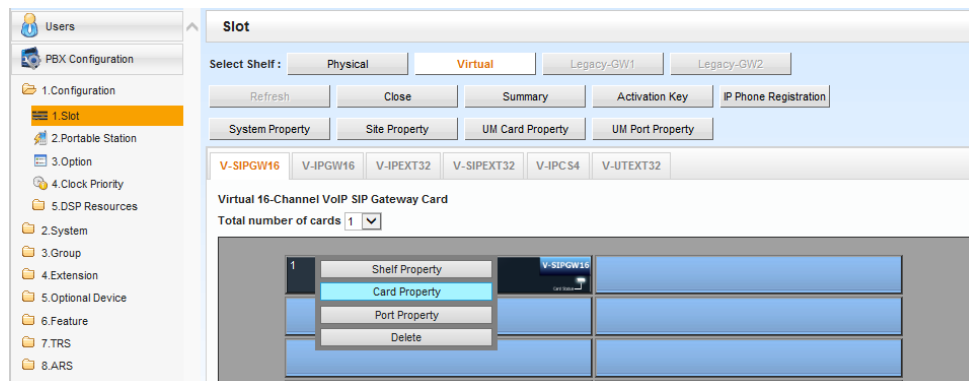 Users
PBX Configuration
1.Configuration
1.Slot
2.Portable Station
3.Option
4.Clock Priority
5.DSP Resources
2.System
3.Group
4.Extension
5.Optional Device
6.Feature
7.TRS
8.ARS
Slot
Select Shelf : Physical Virtual Legacy-GW1 Legacy-GW2
Refresh Close Summary Activation Key IP Phone Registration
System Property Site Property UM Card Property UM Port Property
V-SIPGW16 V-IPGW16 V-IPEXT32 V-SIPEXT32 V-IPCS4 V-UTEXT32
Virtual 16-Channel VoIP SIP Gateway Card
Total number of cards 1
1 V-SIPGW16
Card Status
Shelf Property
Card Property
Port Property
Delete